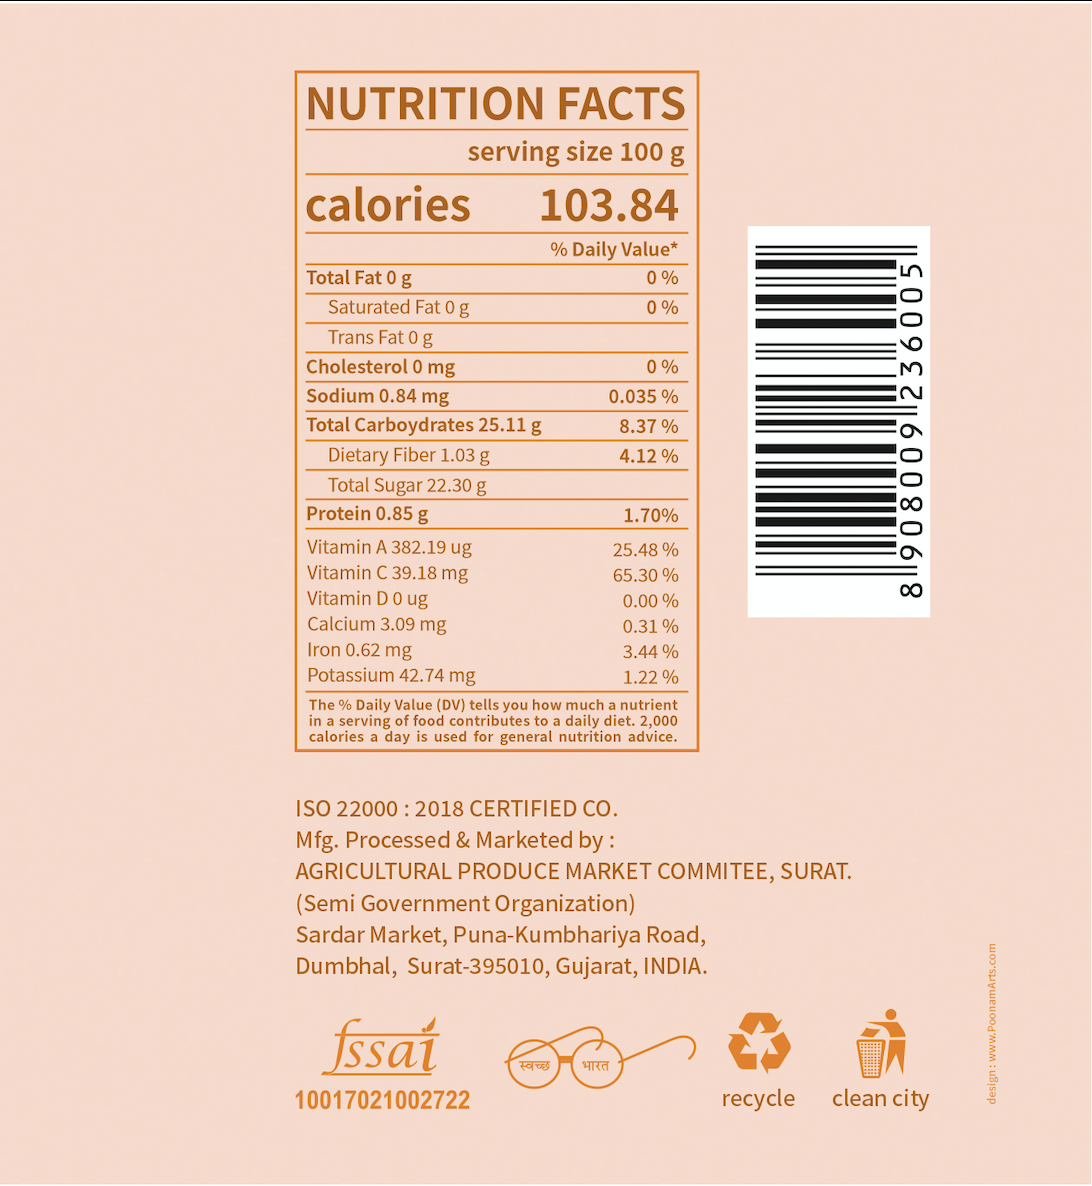 NUTRITION FACTS
serving size 100 g
calories 103.84
% Daily Value*
Total Fat 0 g 0 %
Saturated Fat 0 g 0 %
Trans Fat 0 g
Cholesterol 0 mg 0 %
Sodium 0.84 mg 0.035 %
Total Carboydrates 25.11 g 8.37 %
Dietary Fiber 1.03 g 4.12 %
Total Sugar 22.30 g
Protein 0.85 g 1.70%
Vitamin A 382.19 ug 25.48 %
Vitamin C 39.18 mg 65.30 %
Vitamin D 0 ug 0.00 %
Calcium 3.09 mg 0.31 %
Iron 0.62 mg 3.44 %
Potassium 42.74 mg 1.22 %
The % Daily Value (DV) tells you how much a nutrient
in a serving of food contributes to a daily diet. 2,000
calories a day is used for general nutrition advice.
8 908009 236005
ISO 22000 : 2018 CERTIFIED CO.
Mfg. Processed & Marketed by :
AGRICULTURAL PRODUCE MARKET COMMITEE, SURAT.
(Semi Government Organization)
Sardar Market, Puna-Kumbhariya Road,
Dumbhal, Surat-395010, Gujarat, INDIA.
fssai
10017021002722
स्वच्छ भारत
recycle
clean city
design : www.PoonamArts.com